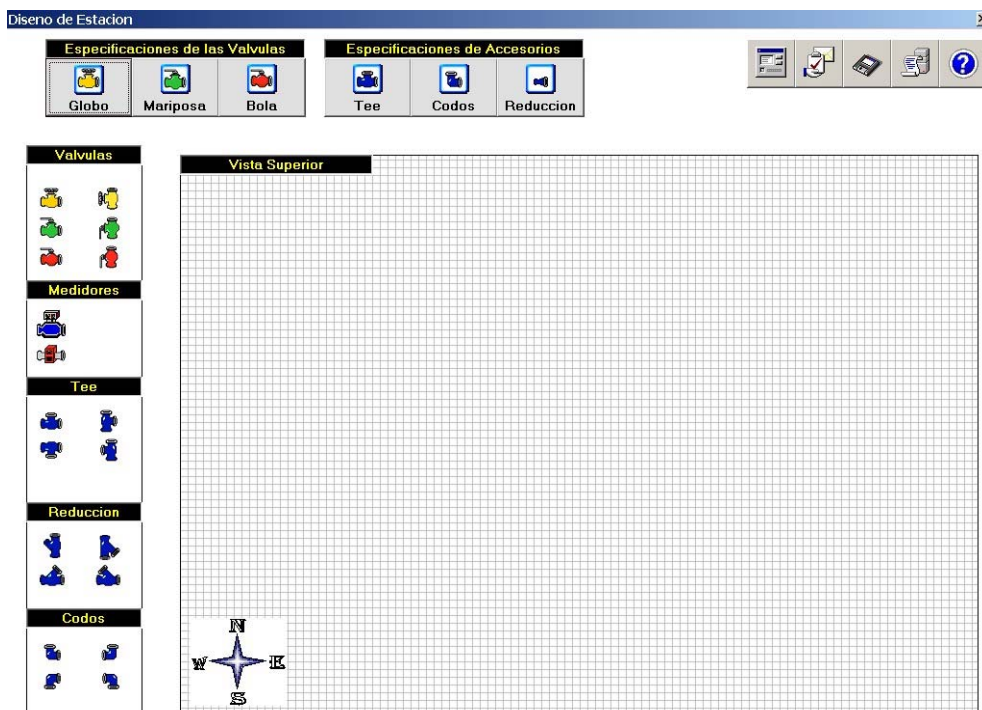 Diseno de Estacion
Especificaciones de las Valvulas
Especificaciones de Accesorios
Globo
Mariposa
Bola
Tee
Codos
Reduccion
Valvulas
Vista Superior
Medidores
Tee
Reduccion
Codos
N
W
E
S